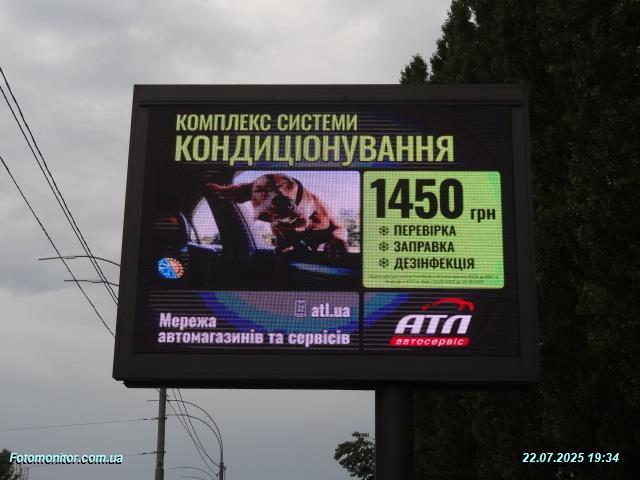 КОМПЛЕКС СИСТЕМИ
КОНДИЦІОНУВАННЯ
1450 грн
ПЕРЕВІРКА
ЗАПРАВКА
ДЕЗІНФЕКЦІЯ
atl.ua
Мережа
автомагазинів та сервісів
АТЛ
автосервіс
Fotomonitor.com.ua
22.07.2025 19:34